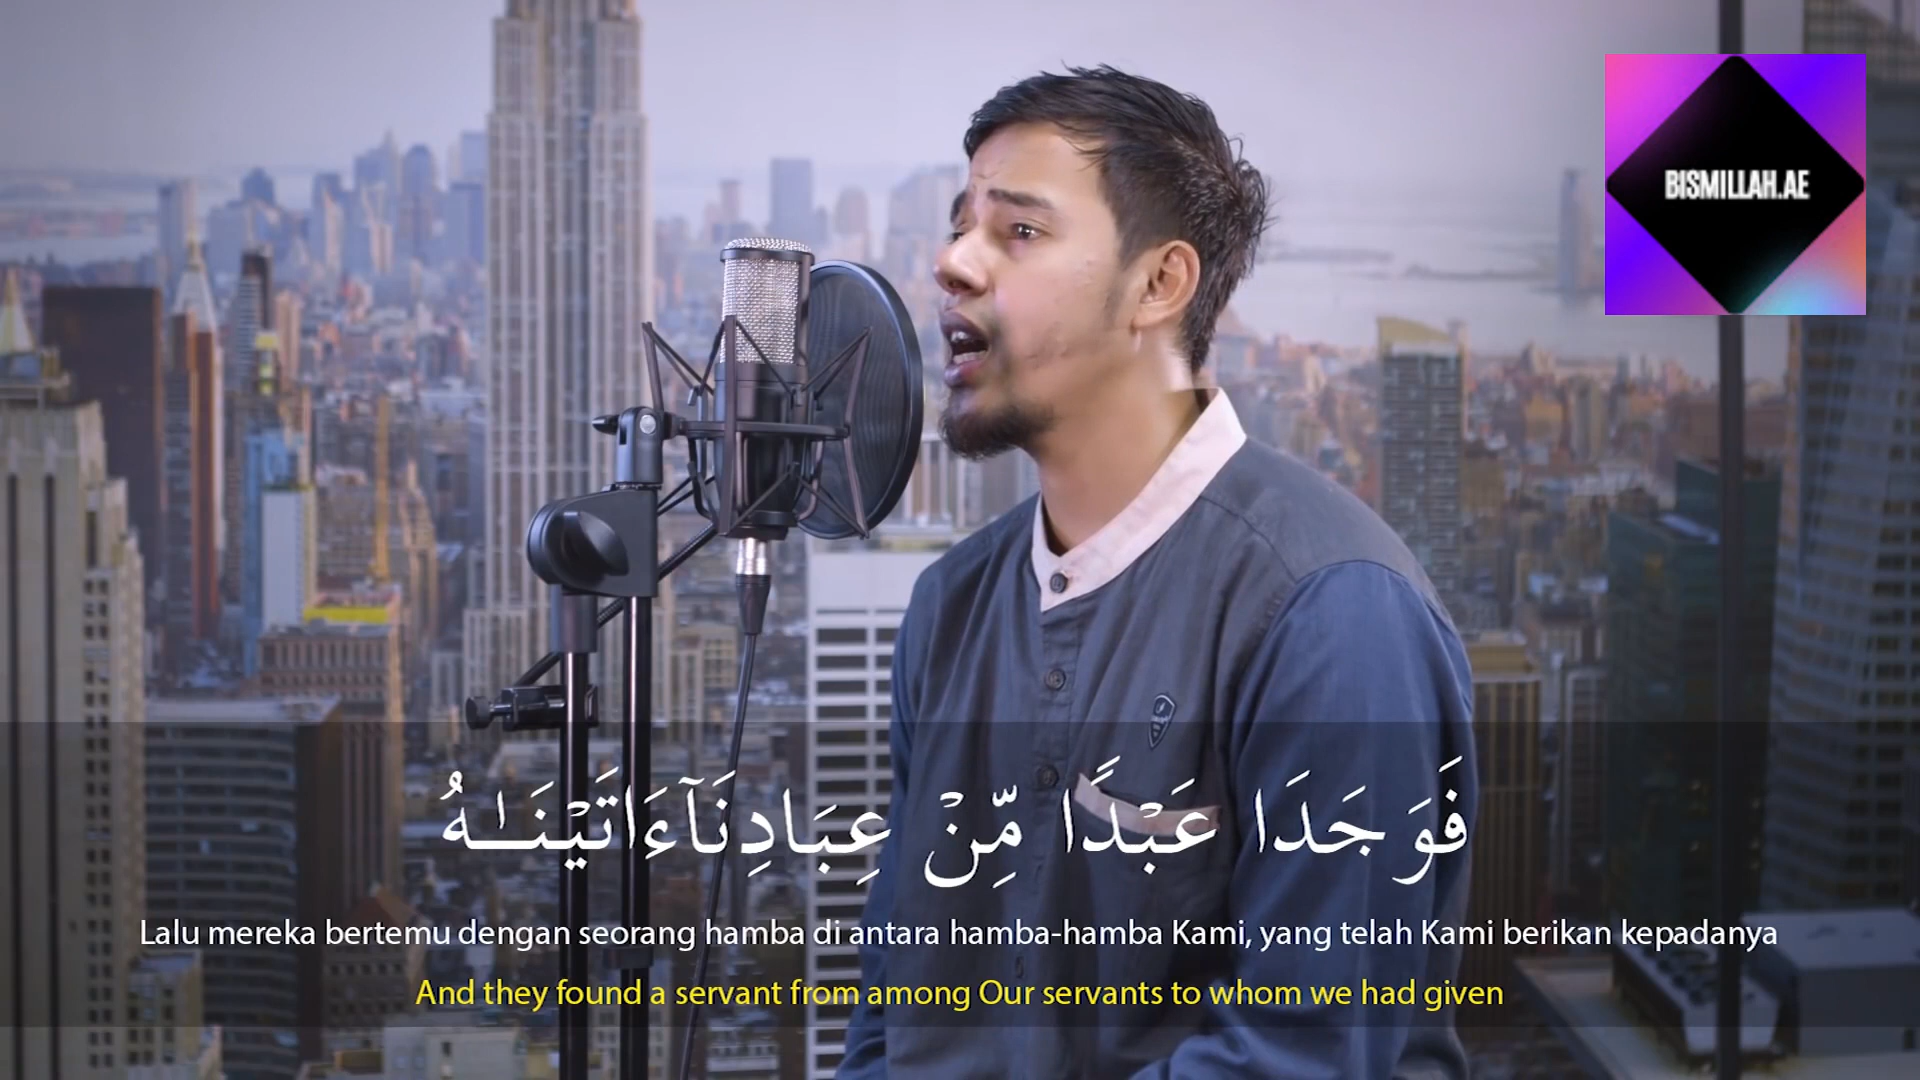 BISMILLAH.AE
فَوَجَدَا عَبْدًا مِّنْ عِبَادِنَآ ءَاتَيْنَـٰهُ
Lalu mereka bertemu dengan seorang hamba di antara hamba-hamba Kami, yang telah Kami berikan kepadanya
And they found a servant from among Our servants to whom we had given